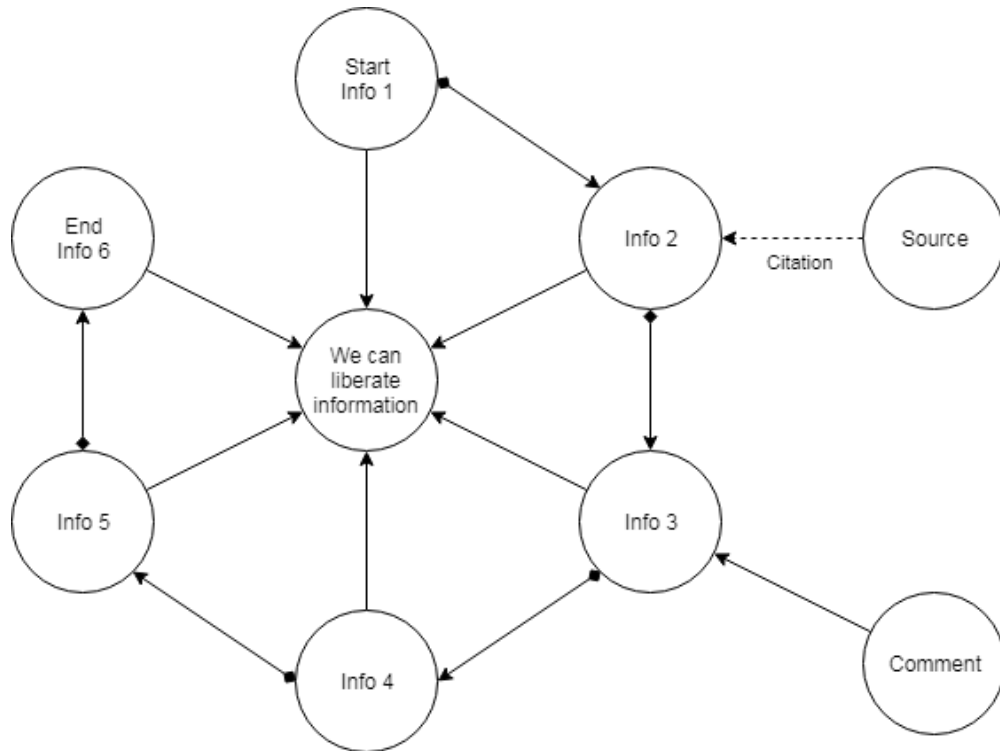 Start
Info 1
End
Info 6
Info 2
Source
Citation
We can
liberate
information
Info 5
Info 3
Info 4
Comment